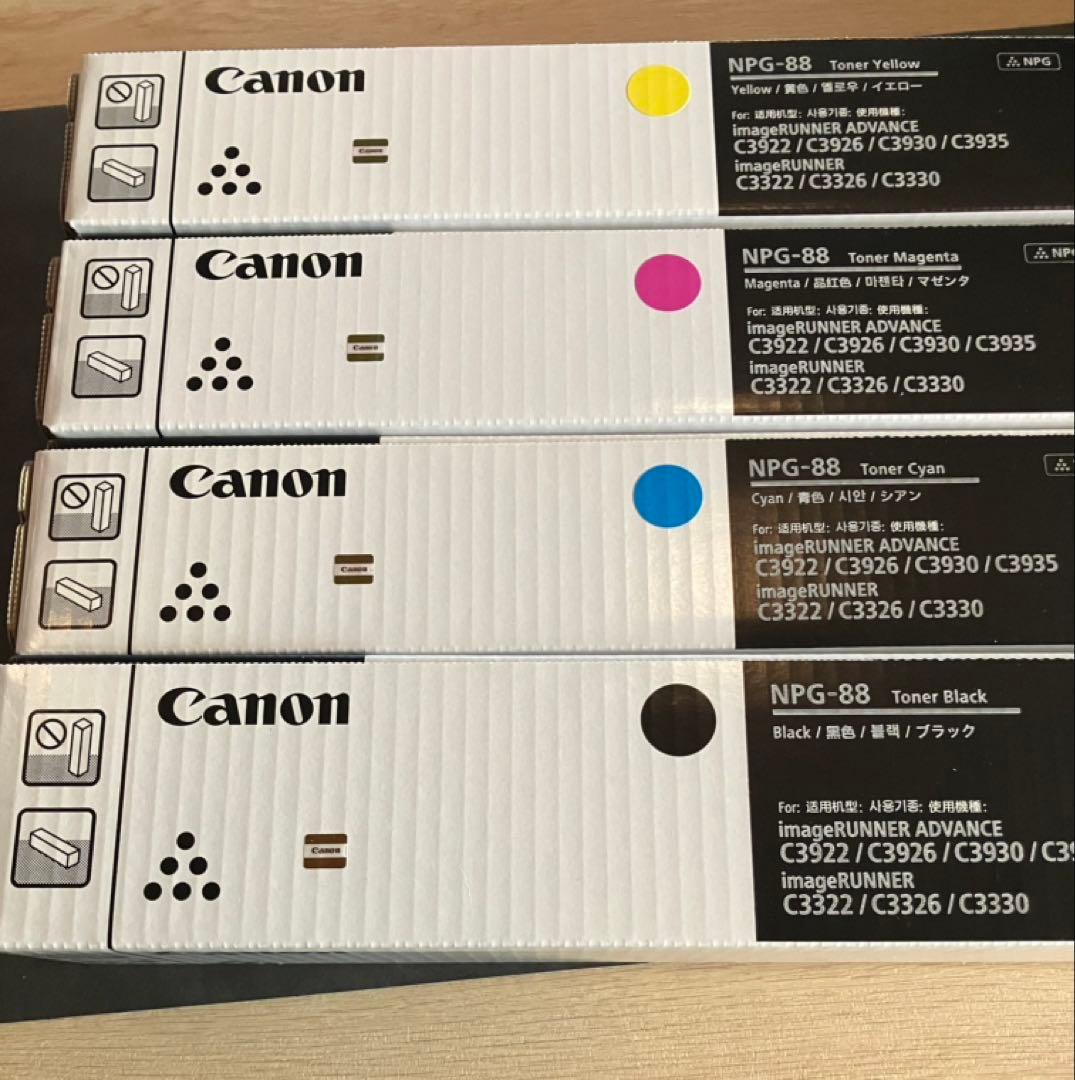 Canon
Canon
NPG-88 Toner Yellow
NPG
Yellow / 黄色 / 옐로우 / イエロー
For: 适用机型: 사용기종: 使用機種:
imageRUNNER ADVANCE
C3922 / C3926 / C3930 / C3935
imageRUNNER
C3322 / C3326 / C3330
Canon
Canon
NPG-88 Toner Magenta
NPG
Magenta / 品红色 / 마젠타 / マゼンタ
For: 适用机型: 사용기종: 使用機種:
imageRUNNER ADVANCE
C3922 / C3926 / C3930 / C3935
imageRUNNER
C3322 / C3326 / C3330
Canon
Canon
NPG-88 Toner Cyan
Cyan / 青色 / 시안 / シアン
For: 适用机型: 사용기종: 使用機種:
imageRUNNER ADVANCE
C3922 / C3926 / C3930 / C3935
imageRUNNER
C3322 / C3326 / C3330
Canon
Canon
NPG-88 Toner Black
Black / 黑色 / 블랙 / ブラック
For: 适用机型: 사용기종: 使用機種:
imageRUNNER ADVANCE
C3922 / C3926 / C3930 / C39
imageRUNNER
C3322 / C3326 / C3330